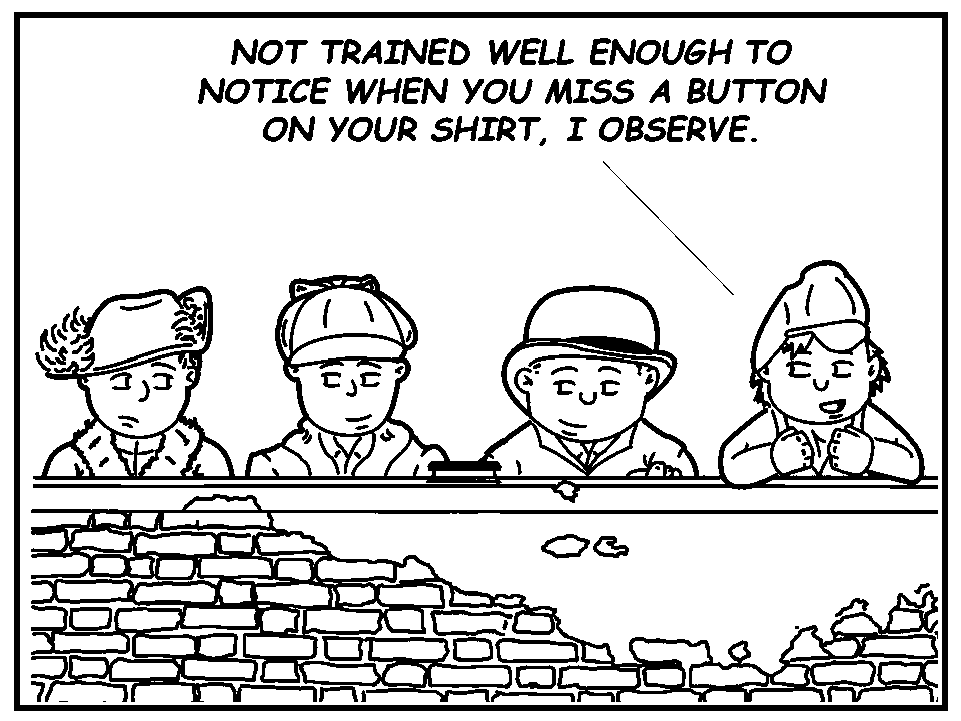 NOT TRAINED WELL ENOUGH TO
NOTICE WHEN YOU MISS A BUTTON
ON YOUR SHIRT, I OBSERVE.